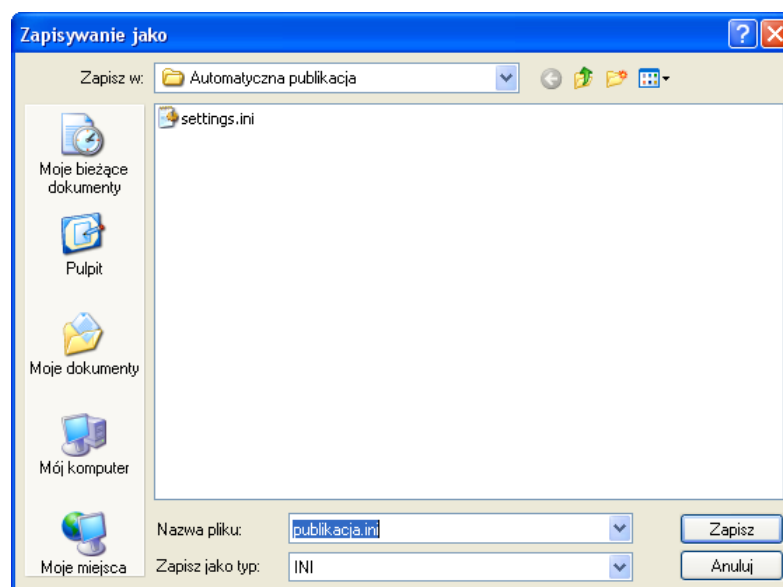 Zapisywanie jako
Zapisz w: Automatyczna publikacja
settings.ini
Moje bieżące
dokumenty
Pulpit
Moje dokumenty
Mój komputer
Moje miejsca
Nazwa pliku: publikacja.ini Zapisz
Zapisz jako typ: INI Anuluj